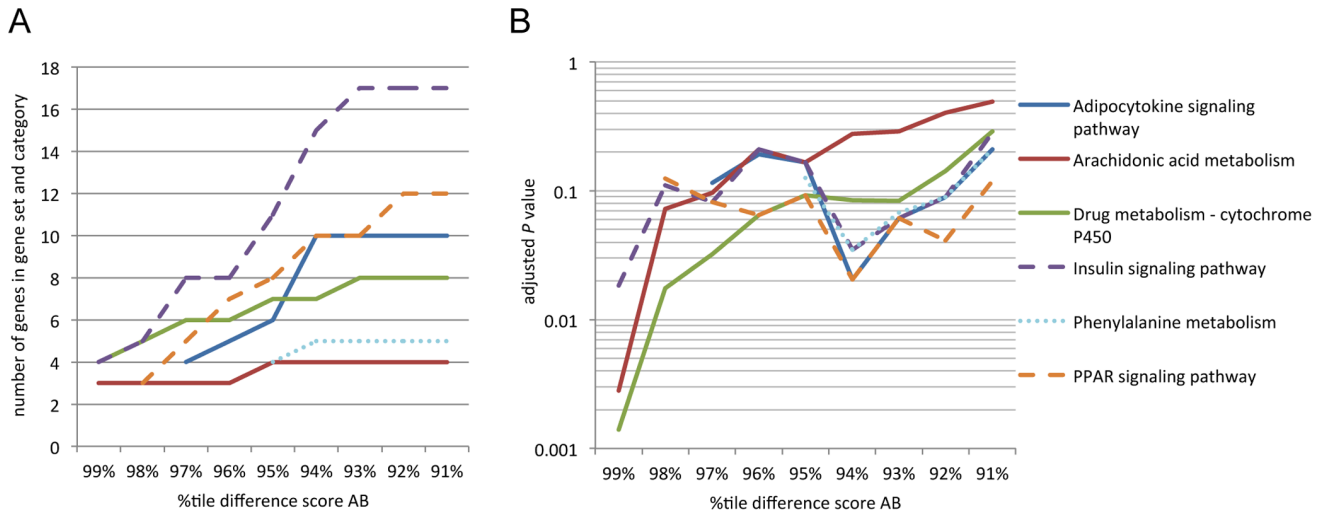 A
number of genes in gene set and category
18
16
14
12
10
8
6
4
2
0
99% 98% 97% 96% 95% 94% 93% 92% 91%
%tile difference score AB
B
adjusted P value
1
0.1
0.01
0.001
99% 98% 97% 96% 95% 94% 93% 92% 91%
%tile difference score AB
Adipocytokine signaling
pathway
Arachidonic acid metabolism
Drug metabolism - cytochrome
P450
Insulin signaling pathway
Phenylalanine metabolism
PPAR signaling pathway